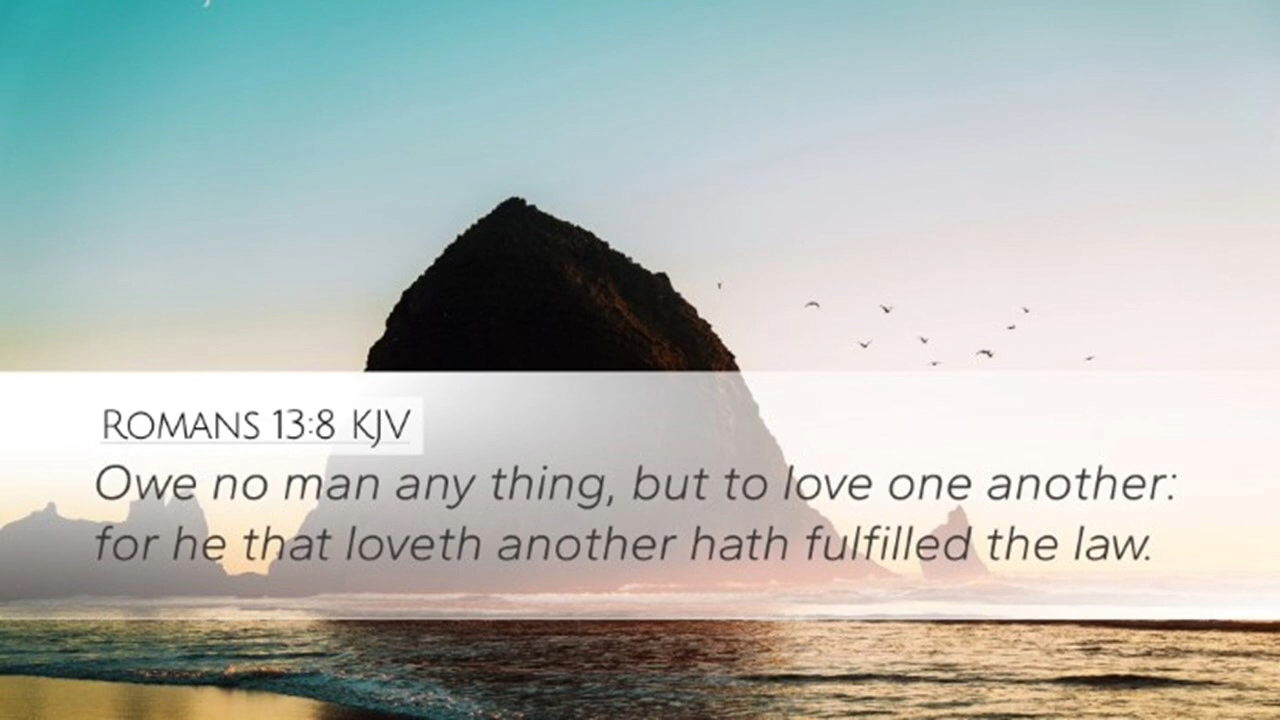 Romans 13:8 KJV
Owe no man any thing, but to love one another:
for he that loveth another hath fulfilled the law.